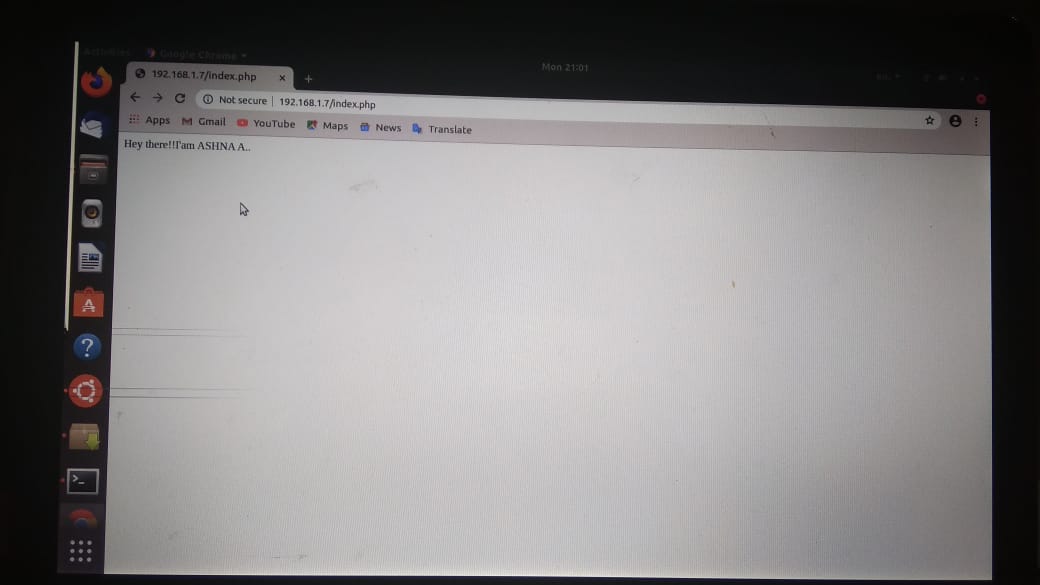 Activities Google Chrome
Mon 21:01
192.168.1.7/index.php
Not secure 192.168.1.7/index.php
Apps Gmail YouTube Maps News Translate
Hey there!!I'am ASHNA A..